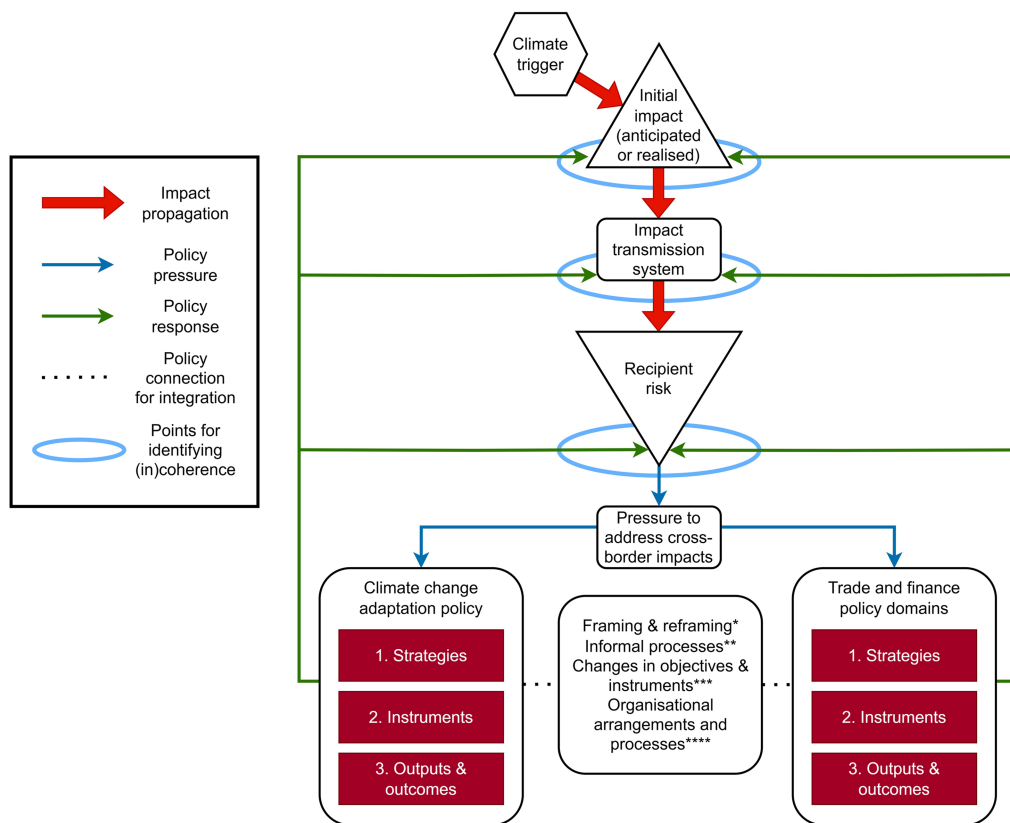 Climate
trigger
Initial
impact
(anticipated
or realised)
Impact
propagation
Policy
pressure
Policy
response
Policy
connection
for integration
Points for
identifying
(in)coherence
Impact
transmission
system
Recipient
risk
Pressure to
address cross-
border impacts
Climate change
adaptation policy
1. Strategies
2. Instruments
3. Outputs &
outcomes
Framing & reframing*
Informal processes**
Changes in objectives &
instruments***
Organisational
arrangements and
processes****
Trade and finance
policy domains
1. Strategies
2. Instruments
3. Outputs &
outcomes